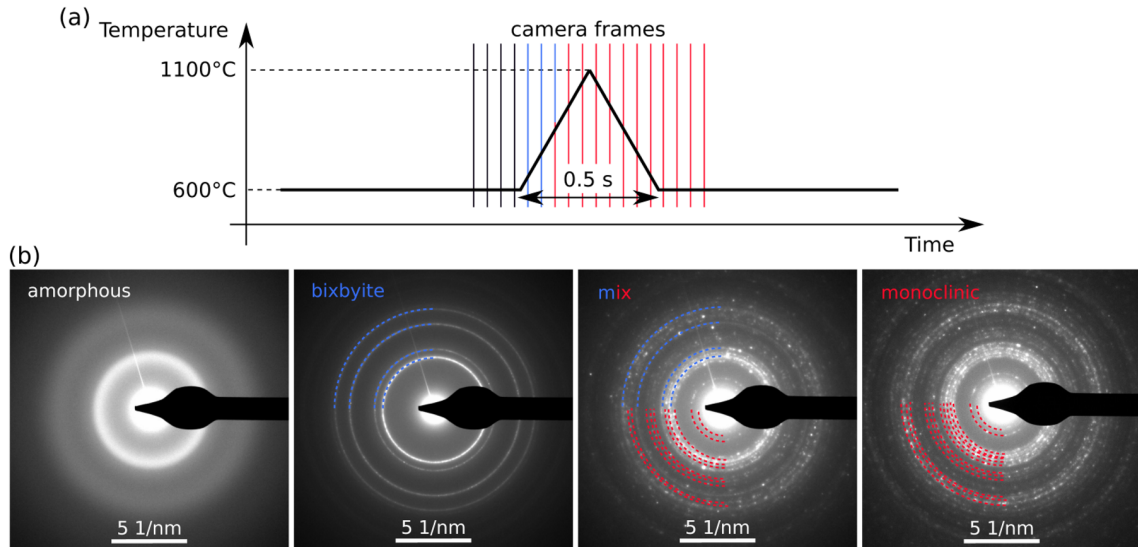 (a)
Temperature
camera frames
1100°C
600°C
0.5 s
Time
(b)
amorphous
bixbyite
mix
monoclinic
5 1/nm
5 1/nm
5 1/nm
5 1/nm